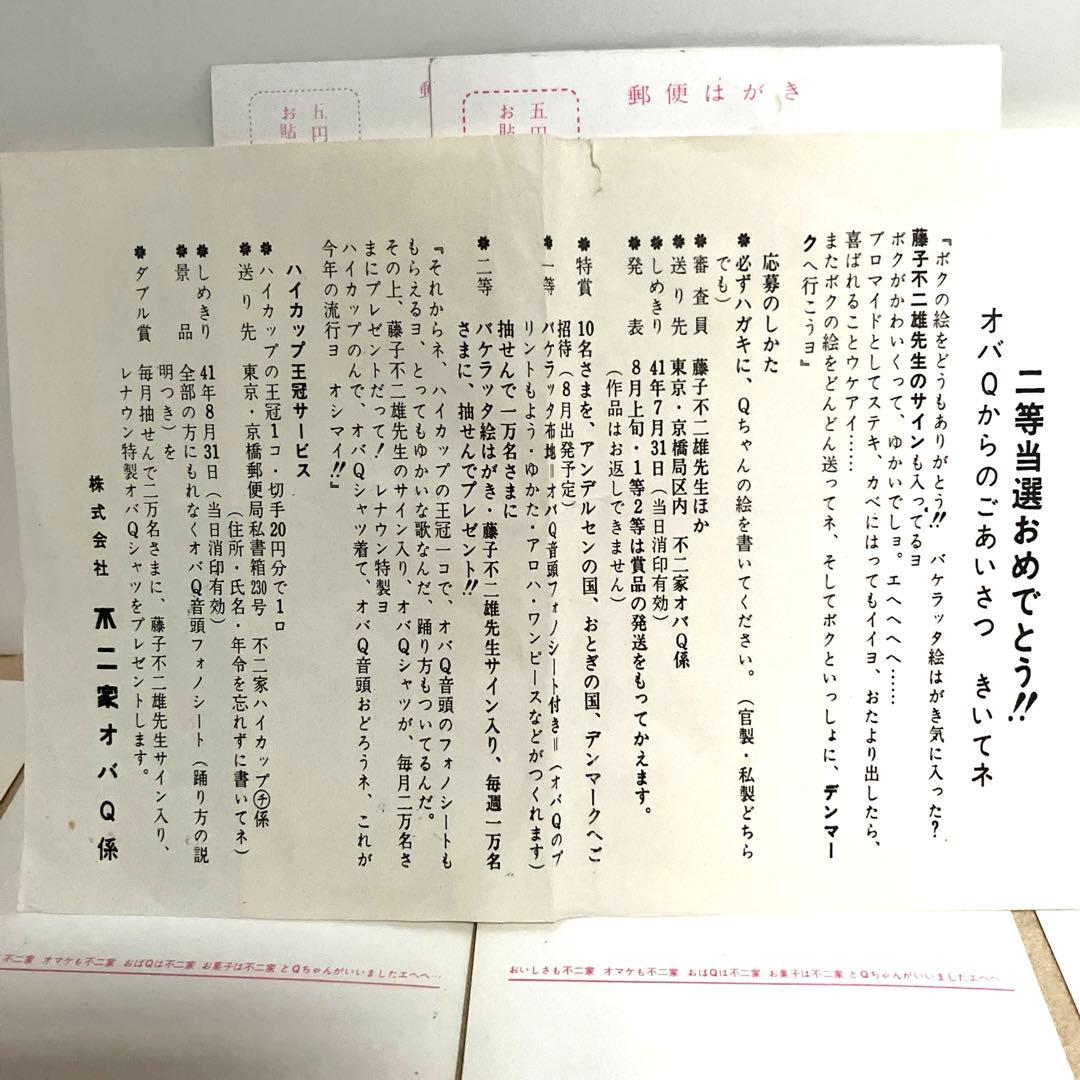 郵便はがき
五円
お貼
五円
お貼
二等当選おめでとう!!
オバQからのごあいさつ きいてネ
『ボクの絵をどうもありがとう!! バケラッタ絵はがき気に入った?
藤子不二雄先生のサインも入ってるヨ
ボクがかわいくって、ゆかいでしョ。エヘヘヘヘ……
ブロマイドとしてステキ、カベにはってもイイヨ、おたより出したら、
喜ばれることウケアイ……
またボクの絵をどんどん送ってネ、そしてボクといっしょに、デンマー
クへ行こうヨ』
応募のしかた
✽必ずハガキに、Qちゃんの絵を書いてください。(官製・私製どちら
でも)
✽審査員 藤子不二雄先生ほか
✽送り先 東京・京橋局区内 不二家オバQ係
✽しめきり 41年7月31日(当日消印有効)
✽発表 8月上旬・1等2等は賞品の発送をもってかえます。
(作品はお返しできません)
✽特賞 10名さまを、アンデルセンの国、おとぎの国、デンマークへご
招待(8月出発予定)
✽一等 バケラッタ布地=オバQ音頭フォノシート付き=(オバQのプ
リントもよう・ゆかた・アロハ・ワンピースなどがつくれます)
抽せんで一万名さまに
✽二等 バケラッタ絵はがき・藤子不二雄先生サイン入り、毎週一万名
さまに、抽せんでプレゼント!!
『それからネ、ハイカップの王冠一コで、オバQ音頭のフォノシートも
もらえるヨ、とってもゆかいな歌なんだ、踊り方もついてるんだ。
その上、藤子不二雄先生のサイン入り、オバQシャツが、毎月二万名さ
まにプレゼントだって! レナウン特製ヨ
ハイカップのんで、オバQシャツ着て、オバQ音頭おどろうネ、これが
今年の流行ヨ オシマイ!!』
ハイカップ王冠サービス
✽ハイカップの王冠1コ・切手20円分で1口
✽送り先 東京・京橋郵便局私書箱230号 不二家ハイカップ㋠係
(住所・氏名・年令を忘れずに書いてネ)
✽しめきり 41年8月31日(当日消印有効)
✽景品 全部の方にもれなくオバQ音頭フォノシート(踊り方の説
明つき)を
✽ダブル賞 毎月抽せんで二万名さまに、藤子不二雄先生サイン入り、
レナウン特製オバQシャツをプレゼントします。
株式会社 不二家オバQ係
不二家 オマケも不二家 おばQは不二家 お菓子は不二家 とQちゃんがいいましたエヘヘ…
おいしさも不二家 オマケも不二家 おばQは不二家 お菓子は不二家 とQちゃんがいいましたエヘヘ